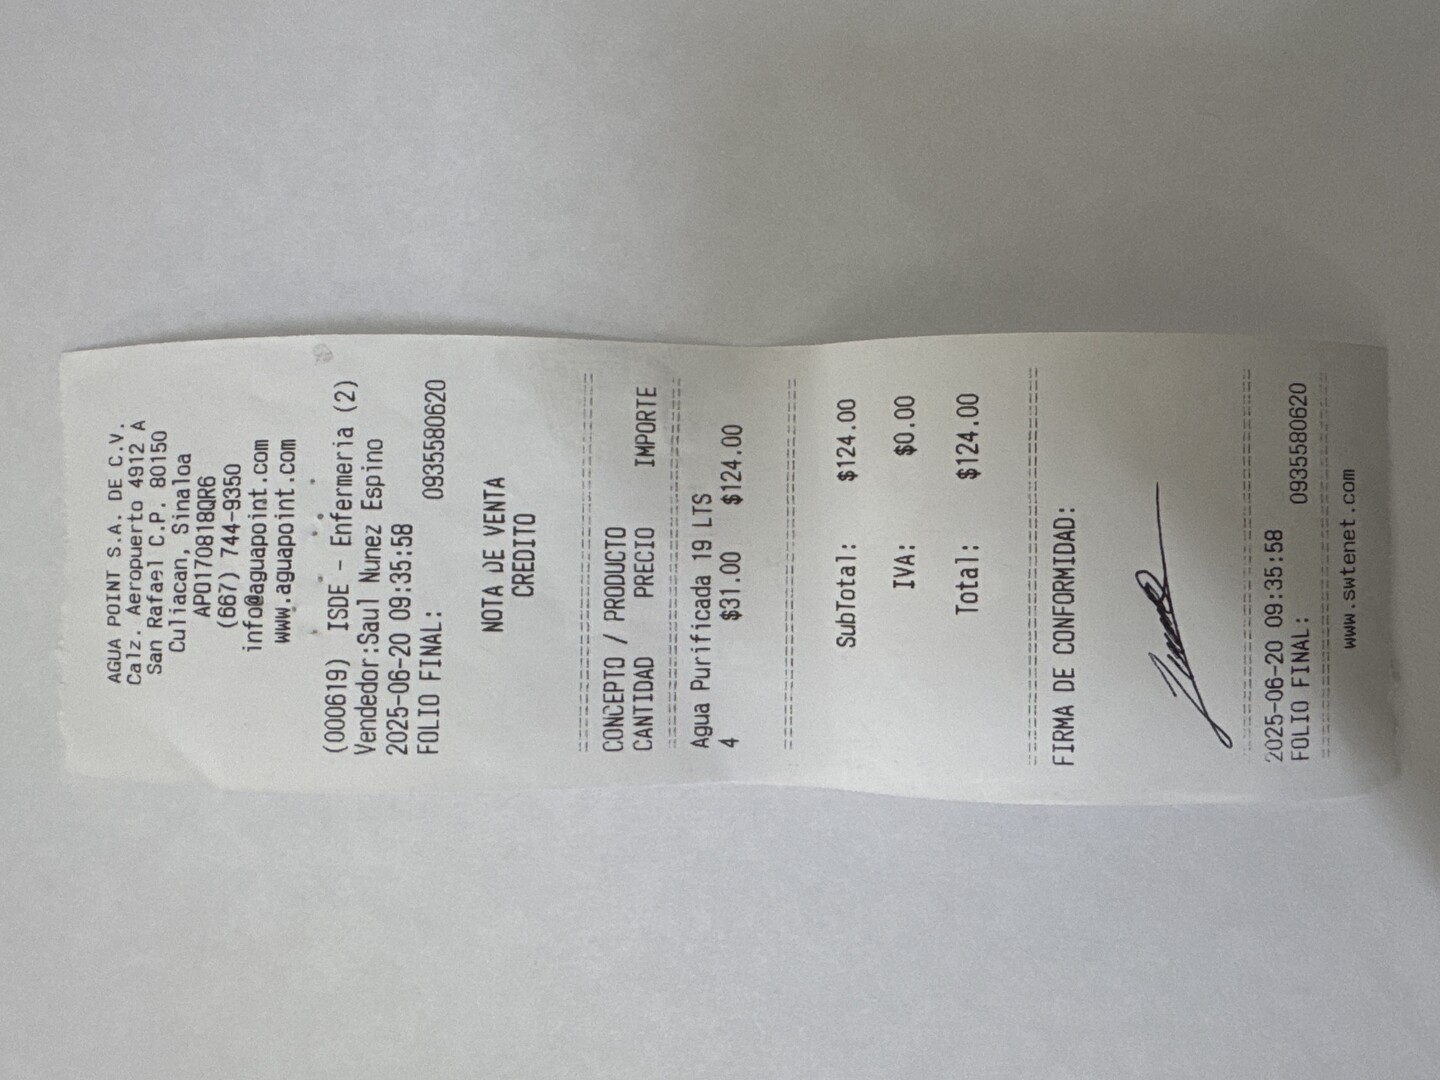 AGUA POINT S.A. DE C.V.
Calz. Aeropuerto 4912 A
San Rafael C.P. 80150
Culiacan, Sinaloa
APO170818QR6
(667) 744-9350
info@aguapoint.com
www.aguapoint.com
(000619) ISDE - Enfermeria (2)
Vendedor:Saul Nunez Espino
2025-06-20 09:35:58
FOLIO FINAL: 0935580620
NOTA DE VENTA
CREDITO
CONCEPTO / PRODUCTO
CANTIDAD PRECIO IMPORTE
Agua Purificada 19 LTS
4 $31.00 $124.00
SubTotal: $124.00
IVA: $0.00
Total: $124.00
FIRMA DE CONFORMIDAD:
2025-06-20 09:35:58
FOLIO FINAL: 0935580620
www.swtenet.com